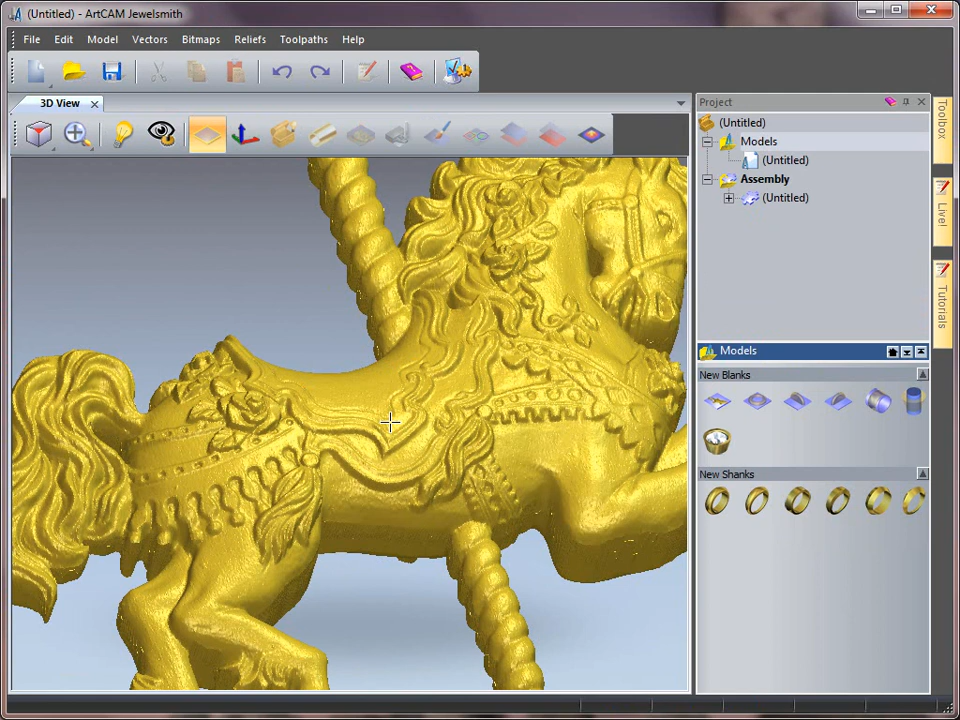 (Untitled) - ArtCAM Jewelsmith
File Edit Model Vectors Bitmaps Reliefs Toolpaths Help
3D View
Project
(Untitled)
Models
(Untitled)
Assembly
(Untitled)
Models
New Blanks
New Shanks
Toolbox
Live!
Tutorials